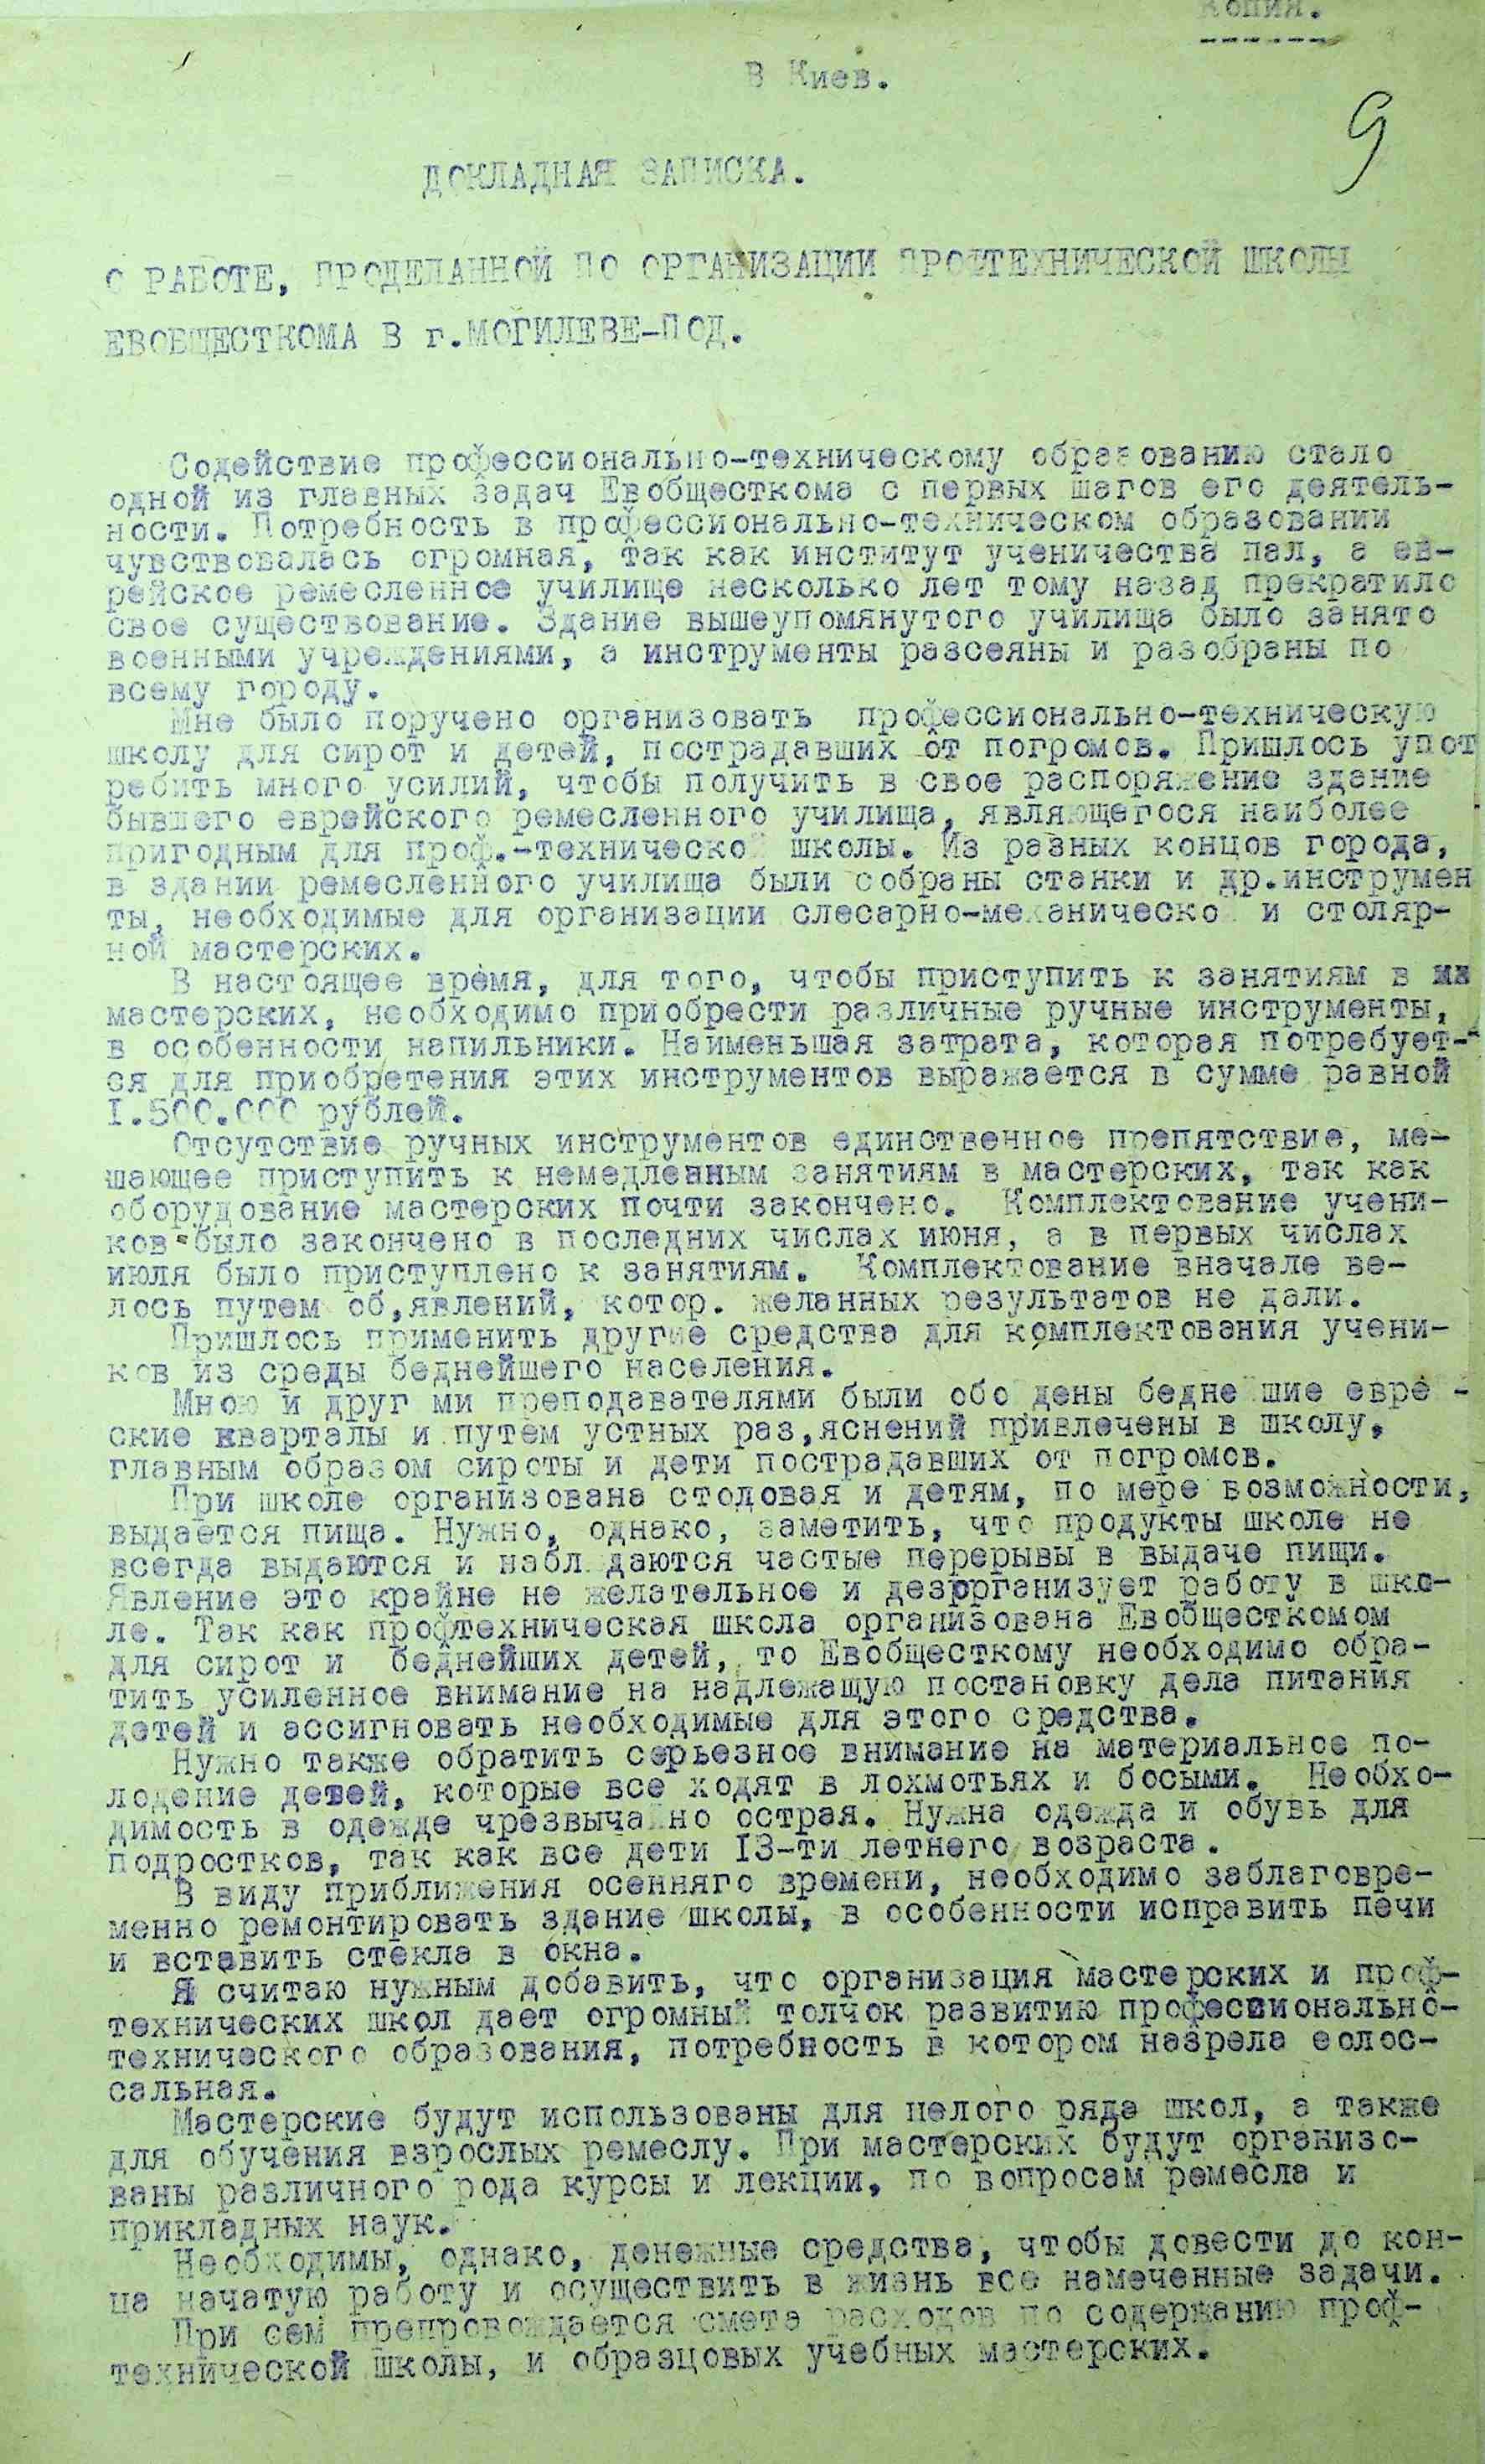 Копия.
В Киев.
9
ДОКЛАДНАЯ ЗАПИСКА.
О РАБОТЕ, ПРОДЕЛАННОЙ ПО ОРГАНИЗАЦИИ ПРОФТЕХНИЧЕСКОЙ ШКОЛЫ
ЕВОБЩЕСТКОМА В г.МОГИЛЕВЕ-ПОД.
Содействие профессионально-техническому образованию стало
одной из главных задач Евобщесткома с первых шагов его деятель-
ности. Потребность в профессионально-техническом образовании
чувствовалась огромная, так как институт ученичества пал, а ев-
рейское ремесленное училище несколько лет тому назад прекратило
свое существование. Здание вышеупомянутого училища было занято
военными учреждениями, а инструменты разсеяны и разобраны по
всему городу.
Мне было поручено организовать профессионально-техническую
школу для сирот и детей, пострадавших от погромов. Пришлось упот
ребить много усилий, чтобы получить в свое распоряжение здание
бывшего еврейского ремесленного училища, являющегося наиболее
пригодным для проф.-технической школы. Из разных концов города,
в здании ремесленного училища были собраны станки и др.инструмен
ты, необходимые для организации слесарно-механической и столяр-
ной мастерских.
В настоящее время, для того, чтобы приступить к занятиям в
мастерских, необходимо приобрести различные ручные инструменты,
в особенности напильники. Наименьшая затрата, которая потребует-
ся для приобретения этих инструментов выражается в сумме равной
1.500.000 рублей.
Отсутствие ручных инструментов единственное препятствие, ме-
шающее приступить к немедленным занятиям в мастерских, так как
оборудование мастерских почти закончено. Комплектование учени-
ков было закончено в последних числах июня, а в первых числах
июля было приступлено к занятиям. Комплектование вначале ве-
лось путем об,явлений, котор. желанных результатов не дали.
Пришлось применить другие средства для комплектования учени-
ков из среды беднейшего населения.
Мною и друг ми преподавателями были обо дены бедне шие евре -
ские кварталы и путем устных раз,яснений привлечены в школу,
главным образом сироты и дети пострадавших от погромов.
При школе организована стодовая и детям, по мере возможности,
выдается пища. Нужно, однако, заметить, что продукты школе не
всегда выдаются и набл даются частые перерывы в выдаче пищи.
Явление это крайне не желательное и дезорганизует работу в шко-
ле. Так как профтехническая школа организована Евобщесткомом
для сирот и беднейших детей, то Евобщесткому необходимо обра-
тить усиленное внимание на надлежащую постановку дела питания
детей и ассигновать необходимые для этого средства.
Нужно также обратить серьезное внимание на материальное по-
лодение детей, которые все ходят в лохмотьях и босыми. Необхо-
димость в одежде чрезвычайно острая. Нужна одежда и обувь для
подростков, так как все дети 13-ти летнего возраста.
В виду приближения осенняго времени, необходимо заблаговре-
менно ремонтировать здание школы, в особенности исправить печи
и вставить стекла в окна.
Я считаю нужным добавить, что организация мастерских и проф-
технических школ дает огромный толчок развитию профессионально-
технического образования, потребность в котором назрела еолос-
сальная.
Мастерские будут использованы для целого ряда школ, а также
для обучения взрослых ремеслу. При мастерских будут организо-
ваны различного рода курсы и лекции, по вопросам ремесла и
прикладных наук.
Необходимы, однако, денежные средства, чтобы довести до кон-
ца начатую работу и осуществить в жизнь все намеченные задачи.
При сем препровождается смета расходов по содержанию проф-
технической школы, и образцовых учебных мастерских.